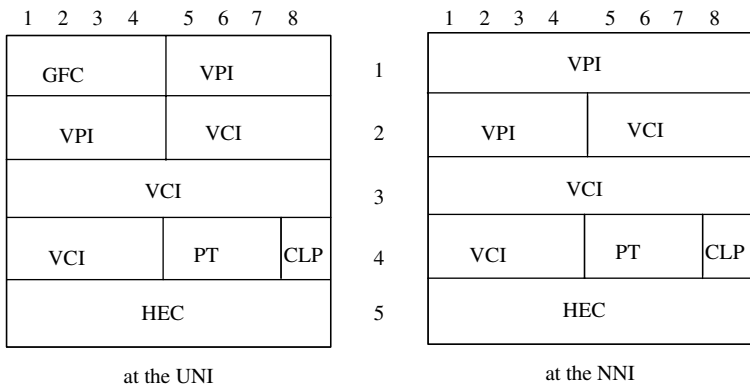 1 2 3 4 5 6 7 8
GFC VPI
VPI VCI
VCI
VCI PT CLP
HEC
at the UNI
1
2
3
4
5
1 2 3 4 5 6 7 8
VPI
VPI VCI
VCI
VCI PT CLP
HEC
at the NNI